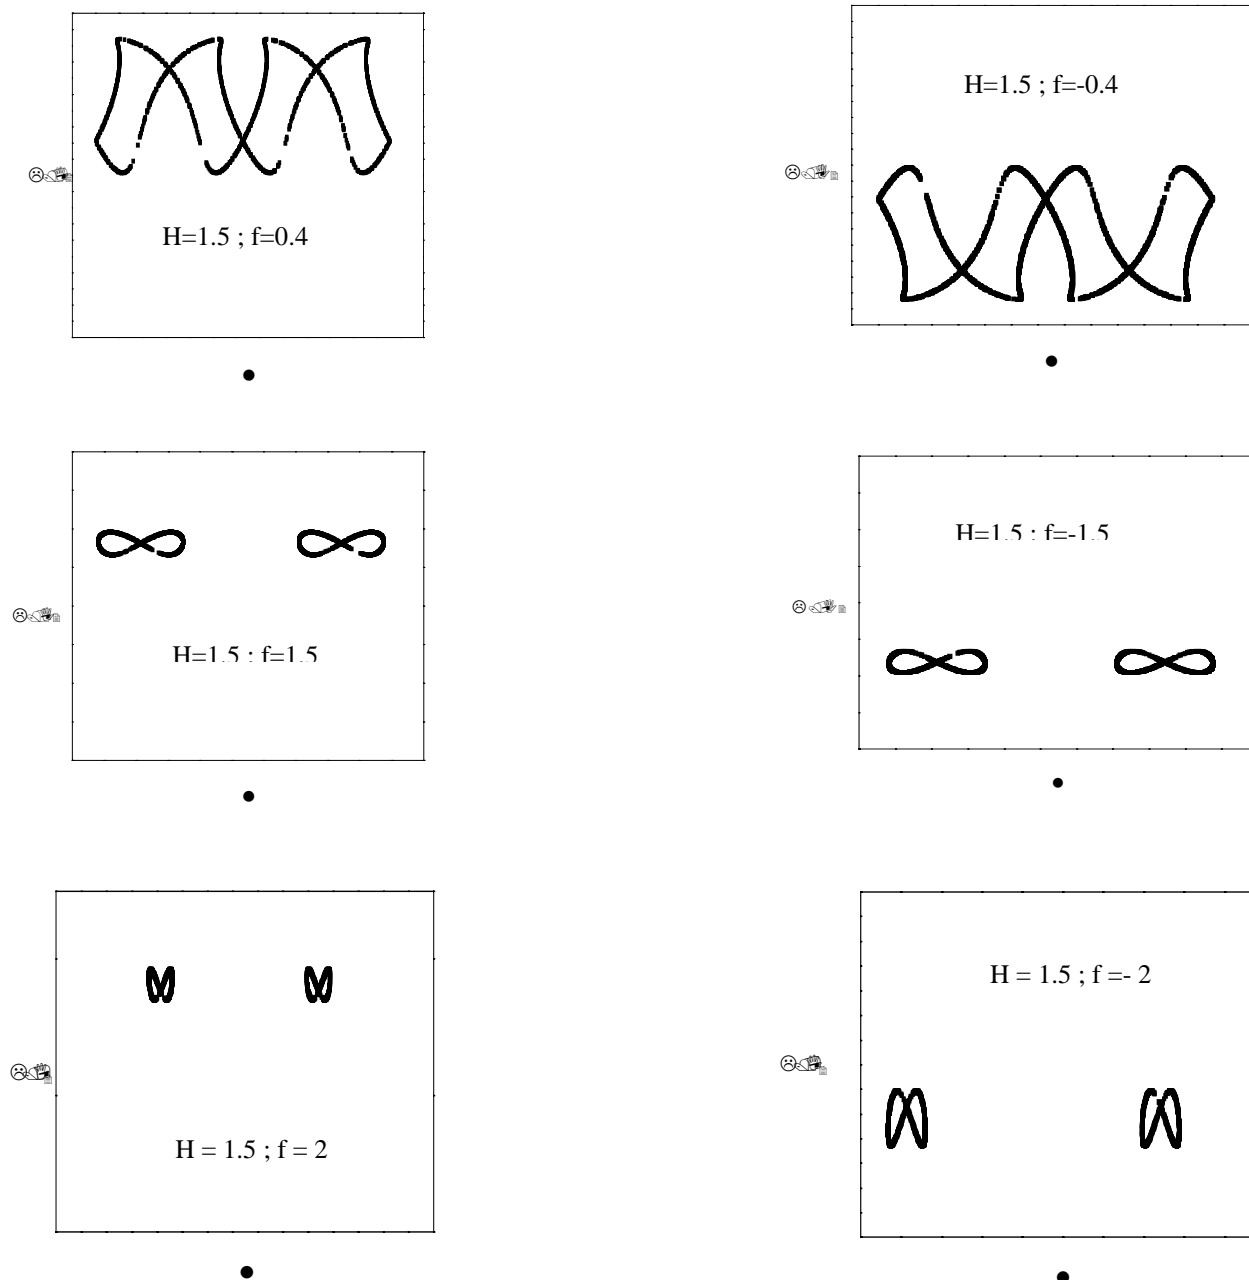 H=1.5 ; f=0.4
H=1.5 ; f=-0.4
H=1.5 ; f=1.5
H=1.5 ; f=-1.5
H = 1.5 ; f = 2
H = 1.5 ; f =- 2